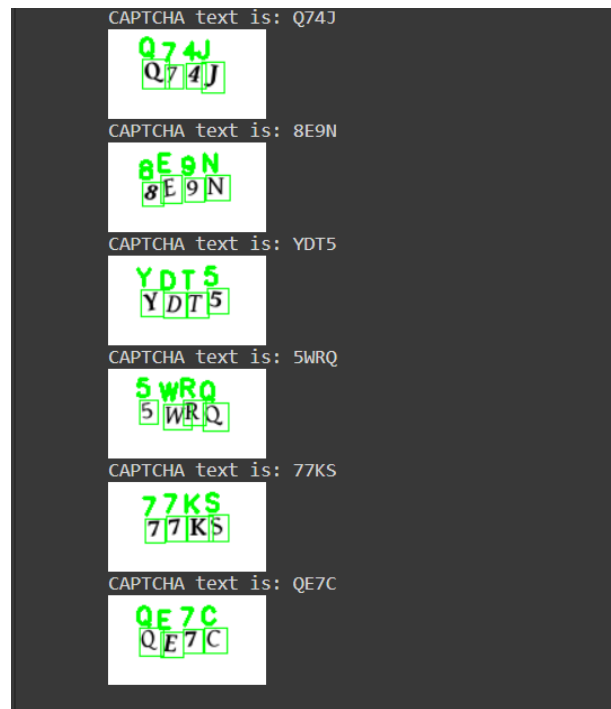 CAPTCHA text is: Q74J
Q74J
Q74J
CAPTCHA text is: 8E9N
8E9N
8E9N
CAPTCHA text is: YDT5
YDT5
YDT5
CAPTCHA text is: 5WRQ
5WRQ
5WRQ
CAPTCHA text is: 77KS
77KS
77KS
CAPTCHA text is: QE7C
QE7C
QE7C